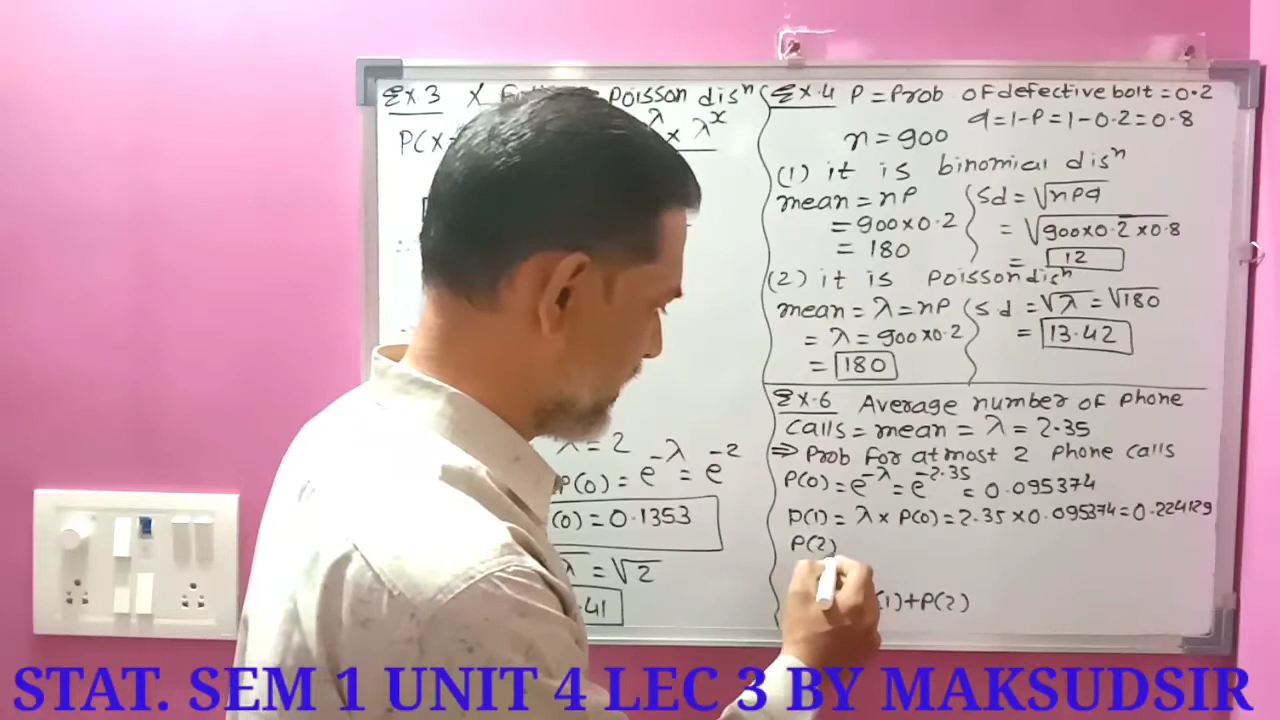 Ex 3 X Poisson disⁿ
P(X= λ × λˣ
λ = 2
P(0) = e^-λ = e^-2
(0) = 0.1353
λ = √2
.41
Ex.4 P = Prob of defective bolt = 0.2
q = 1-P = 1-0.2 = 0.8
n = 900
(1) it is binomial disⁿ
mean = nP
= 900×0.2
= 180
Sd = √nPq
= √900×0.2×0.8
= 12
(2) it is Poisson disⁿ
mean = λ = nP
= λ = 900×0.2
= 180
Sd = √λ = √180
= 13.42
Ex.6 Average number of phone
calls = mean = λ = 2.35
⇒ Prob for at most 2 phone calls
P(0) = e^-λ = e^-2.35 = 0.095374
P(1) = λ × P(0) = 2.35 × 0.095374 = 0.224129
P(2)
(1)+P(2)
STAT. SEM 1 UNIT 4 LEC 3 BY MAKSUDSIR